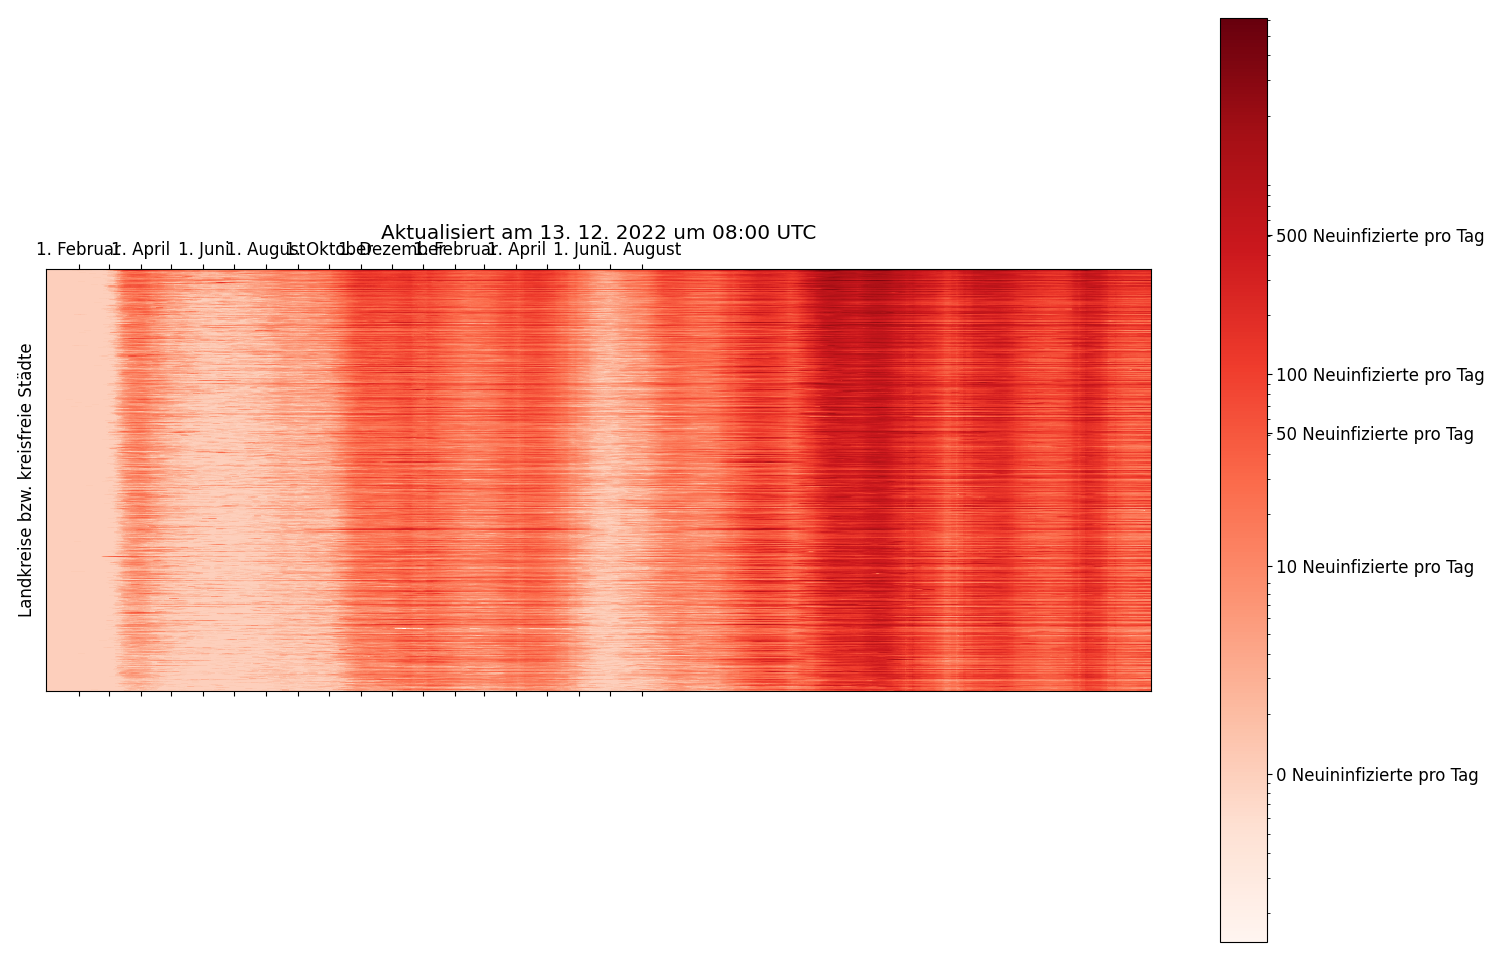 Aktualisiert am 13. 12. 2022 um 08:00 UTC
1. Februar 1. April 1. Juni 1. August 1. Oktober 1. Dezember 1. Februar 1. April 1. Juni 1. August
Landkreise bzw. kreisfreie Städte
500 Neuinfizierte pro Tag
100 Neuinfizierte pro Tag
50 Neuinfizierte pro Tag
10 Neuinfizierte pro Tag
0 Neuininfizierte pro Tag